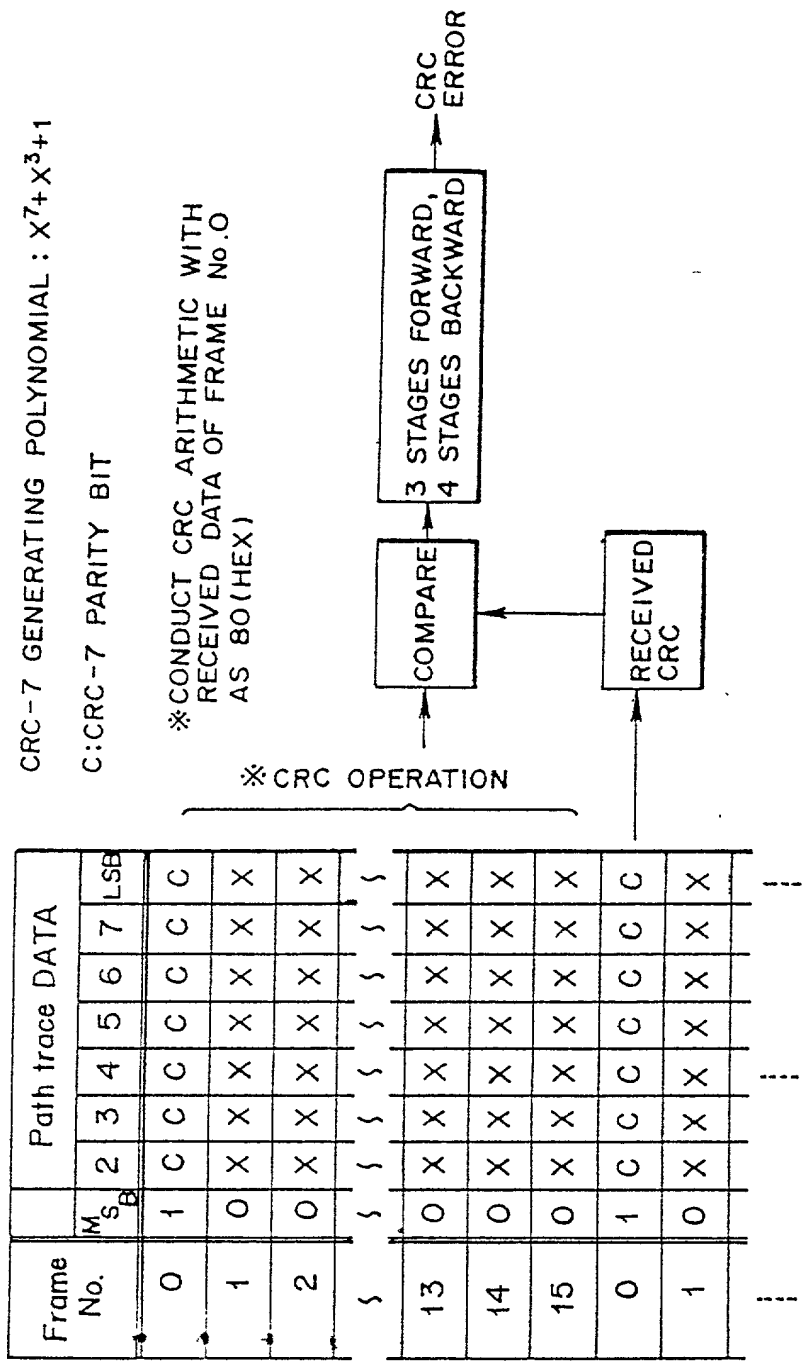 CRC-7 GENERATING POLYNOMIAL : X⁷+X³+1
C:CRC-7 PARITY BIT
※CONDUCT CRC ARITHMETIC WITH
RECEIVED DATA OF FRAME No.0
AS 80(HEX)
Frame No. Path trace DATA
MSB 2 3 4 5 6 7 LSB
0 1 C C C C C C C
1 0 X X X X X X X
2 0 X X X X X X X
∫ ∫ ∫ ∫ ∫ ∫ ∫ ∫ ∫
13 0 X X X X X X X
14 0 X X X X X X X
15 0 X X X X X X X
0 1 C C C C C C C
1 0 X X X X X X X
※CRC OPERATION
COMPARE
3 STAGES FORWARD,
4 STAGES BACKWARD
CRC
ERROR
RECEIVED
CRC